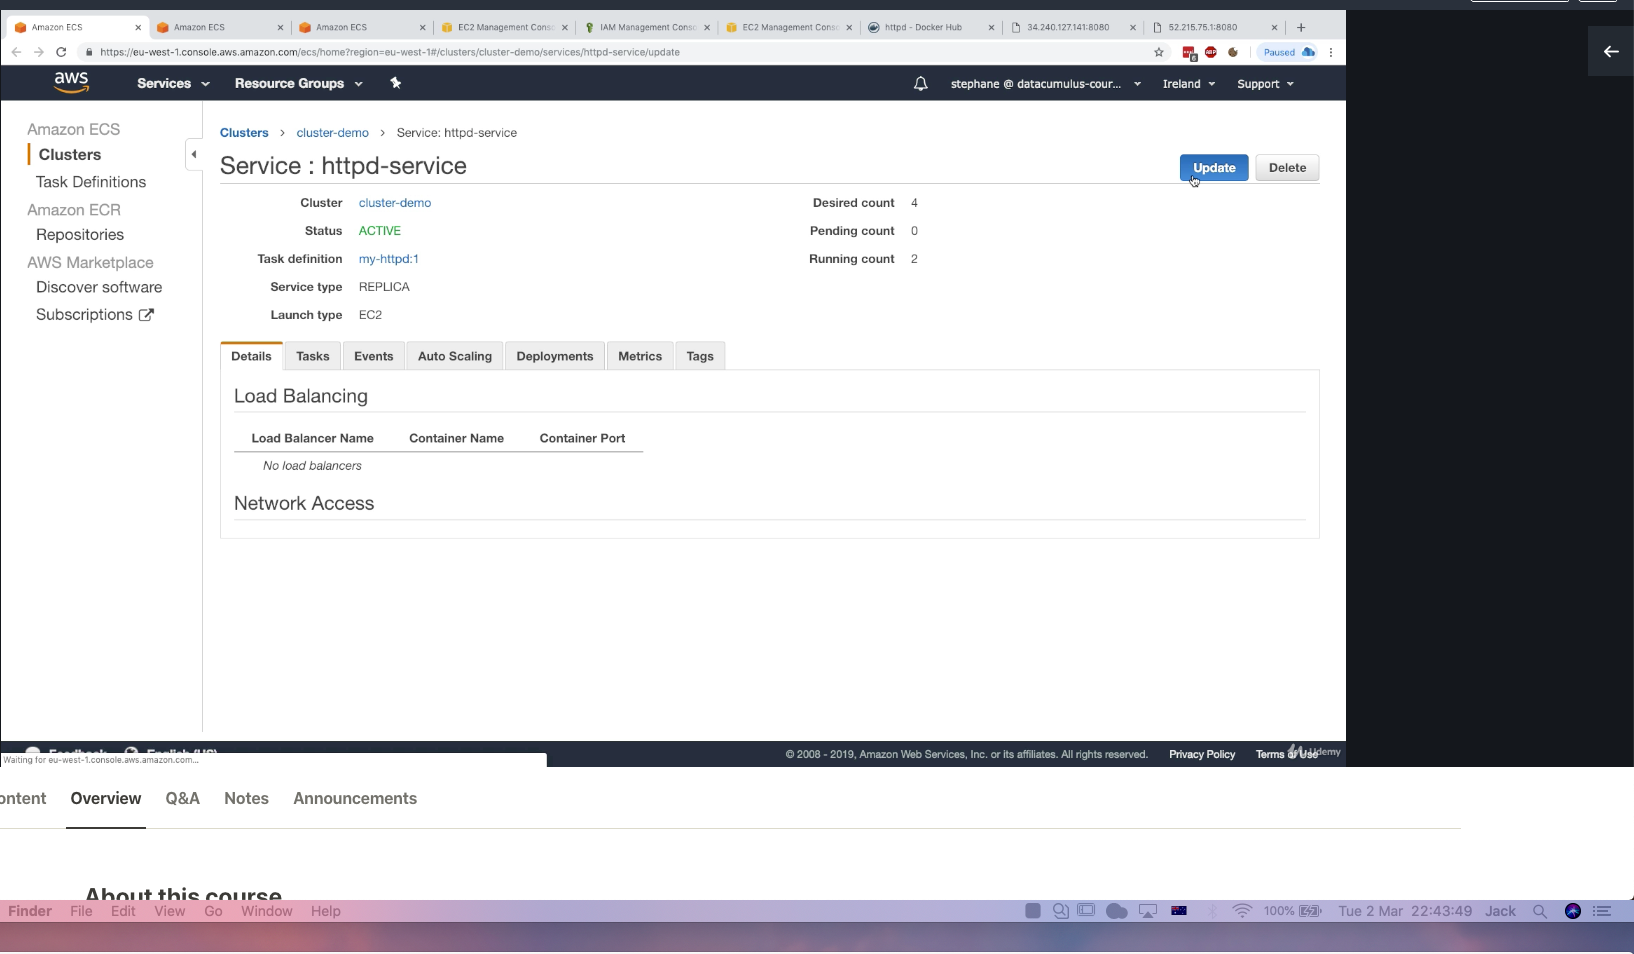 Amazon ECS
Amazon ECS
Amazon ECS
EC2 Management Conso
IAM Management Conso
EC2 Management Conso
httpd - Docker Hub
34.240.127.141:8080
52.215.75.1:8080
https://eu-west-1.console.aws.amazon.com/ecs/home?region=eu-west-1#/clusters/cluster-demo/services/httpd-service/update
6
ABP
Paused
aws
Services
Resource Groups
stephane @ datacumulus-cour...
Ireland
Support
Amazon ECS
Clusters
Task Definitions
Amazon ECR
Repositories
AWS Marketplace
Discover software
Subscriptions
Clusters > cluster-demo > Service: httpd-service
Service : httpd-service
Update
Delete
Cluster cluster-demo
Status ACTIVE
Task definition my-httpd:1
Service type REPLICA
Launch type EC2
Desired count 4
Pending count 0
Running count 2
Details
Tasks
Events
Auto Scaling
Deployments
Metrics
Tags
Load Balancing
Load Balancer Name Container Name Container Port
No load balancers
Network Access
Feedback
English (US)
© 2008 - 2019, Amazon Web Services, Inc. or its affiliates. All rights reserved.
Privacy Policy
Terms of Use
Udemy
Waiting for eu-west-1.console.aws.amazon.com...
ontent
Overview
Q&A
Notes
Announcements
About this course
Finder File Edit View Go Window Help
100%
Tue 2 Mar 22:43:49
Jack